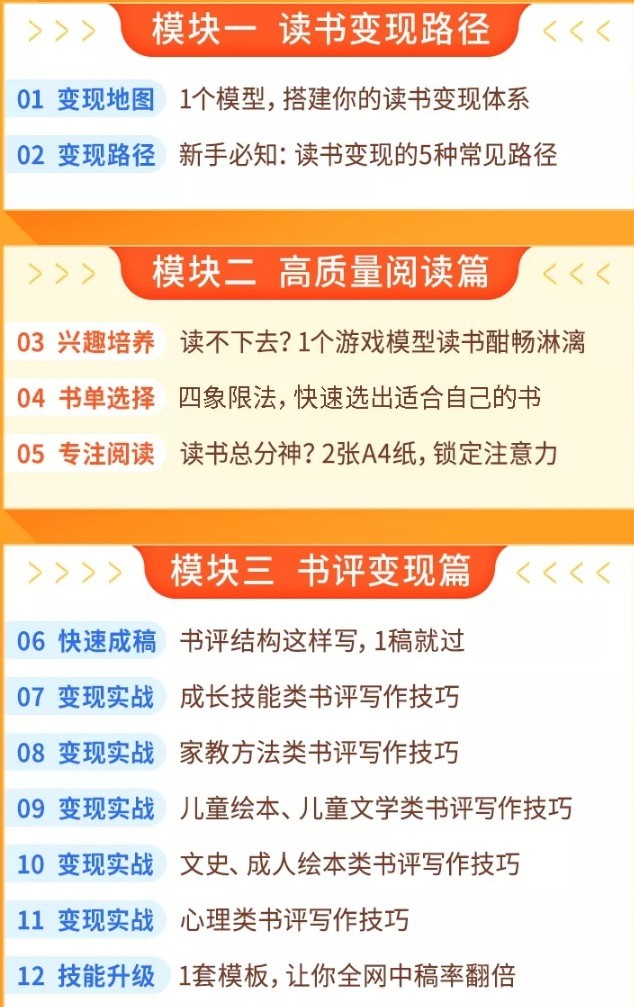 模块一 读书变现路径
01 变现地图 1个模型，搭建你的读书变现体系
02 变现路径 新手必知：读书变现的5种常见路径
模块二 高质量阅读篇
03 兴趣培养 读不下去？1个游戏模型读书酣畅淋漓
04 书单选择 四象限法，快速选出适合自己的书
05 专注阅读 读书总分神？2张A4纸，锁定注意力
模块三 书评变现篇
06 快速成稿 书评结构这样写，1稿就过
07 变现实战 成长技能类书评写作技巧
08 变现实战 家教方法类书评写作技巧
09 变现实战 儿童绘本、儿童文学类书评写作技巧
10 变现实战 文史、成人绘本类书评写作技巧
11 变现实战 心理类书评写作技巧
12 技能升级 1套模板，让你全网中稿率翻倍